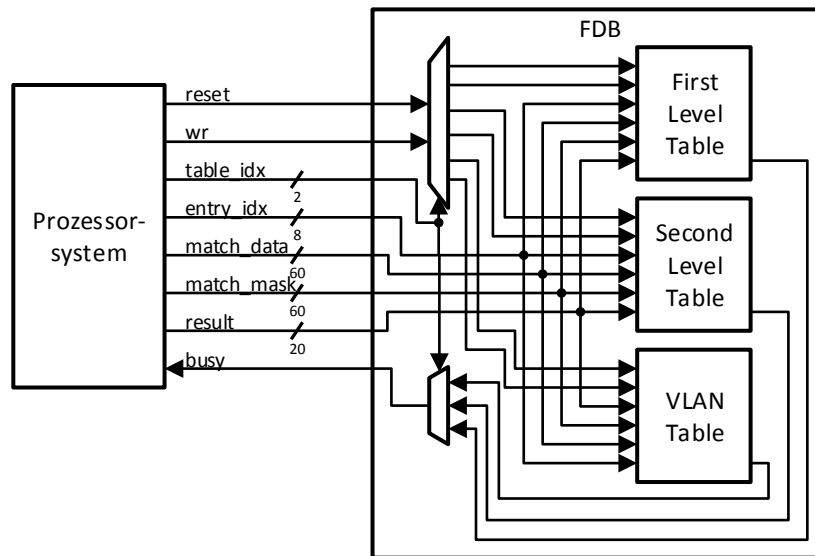 FDB
Prozessor-
system
reset
wr
table_idx
2
entry_idx
8
match_data
60
match_mask
60
result
20
busy
First
Level
Table
Second
Level
Table
VLAN
Table